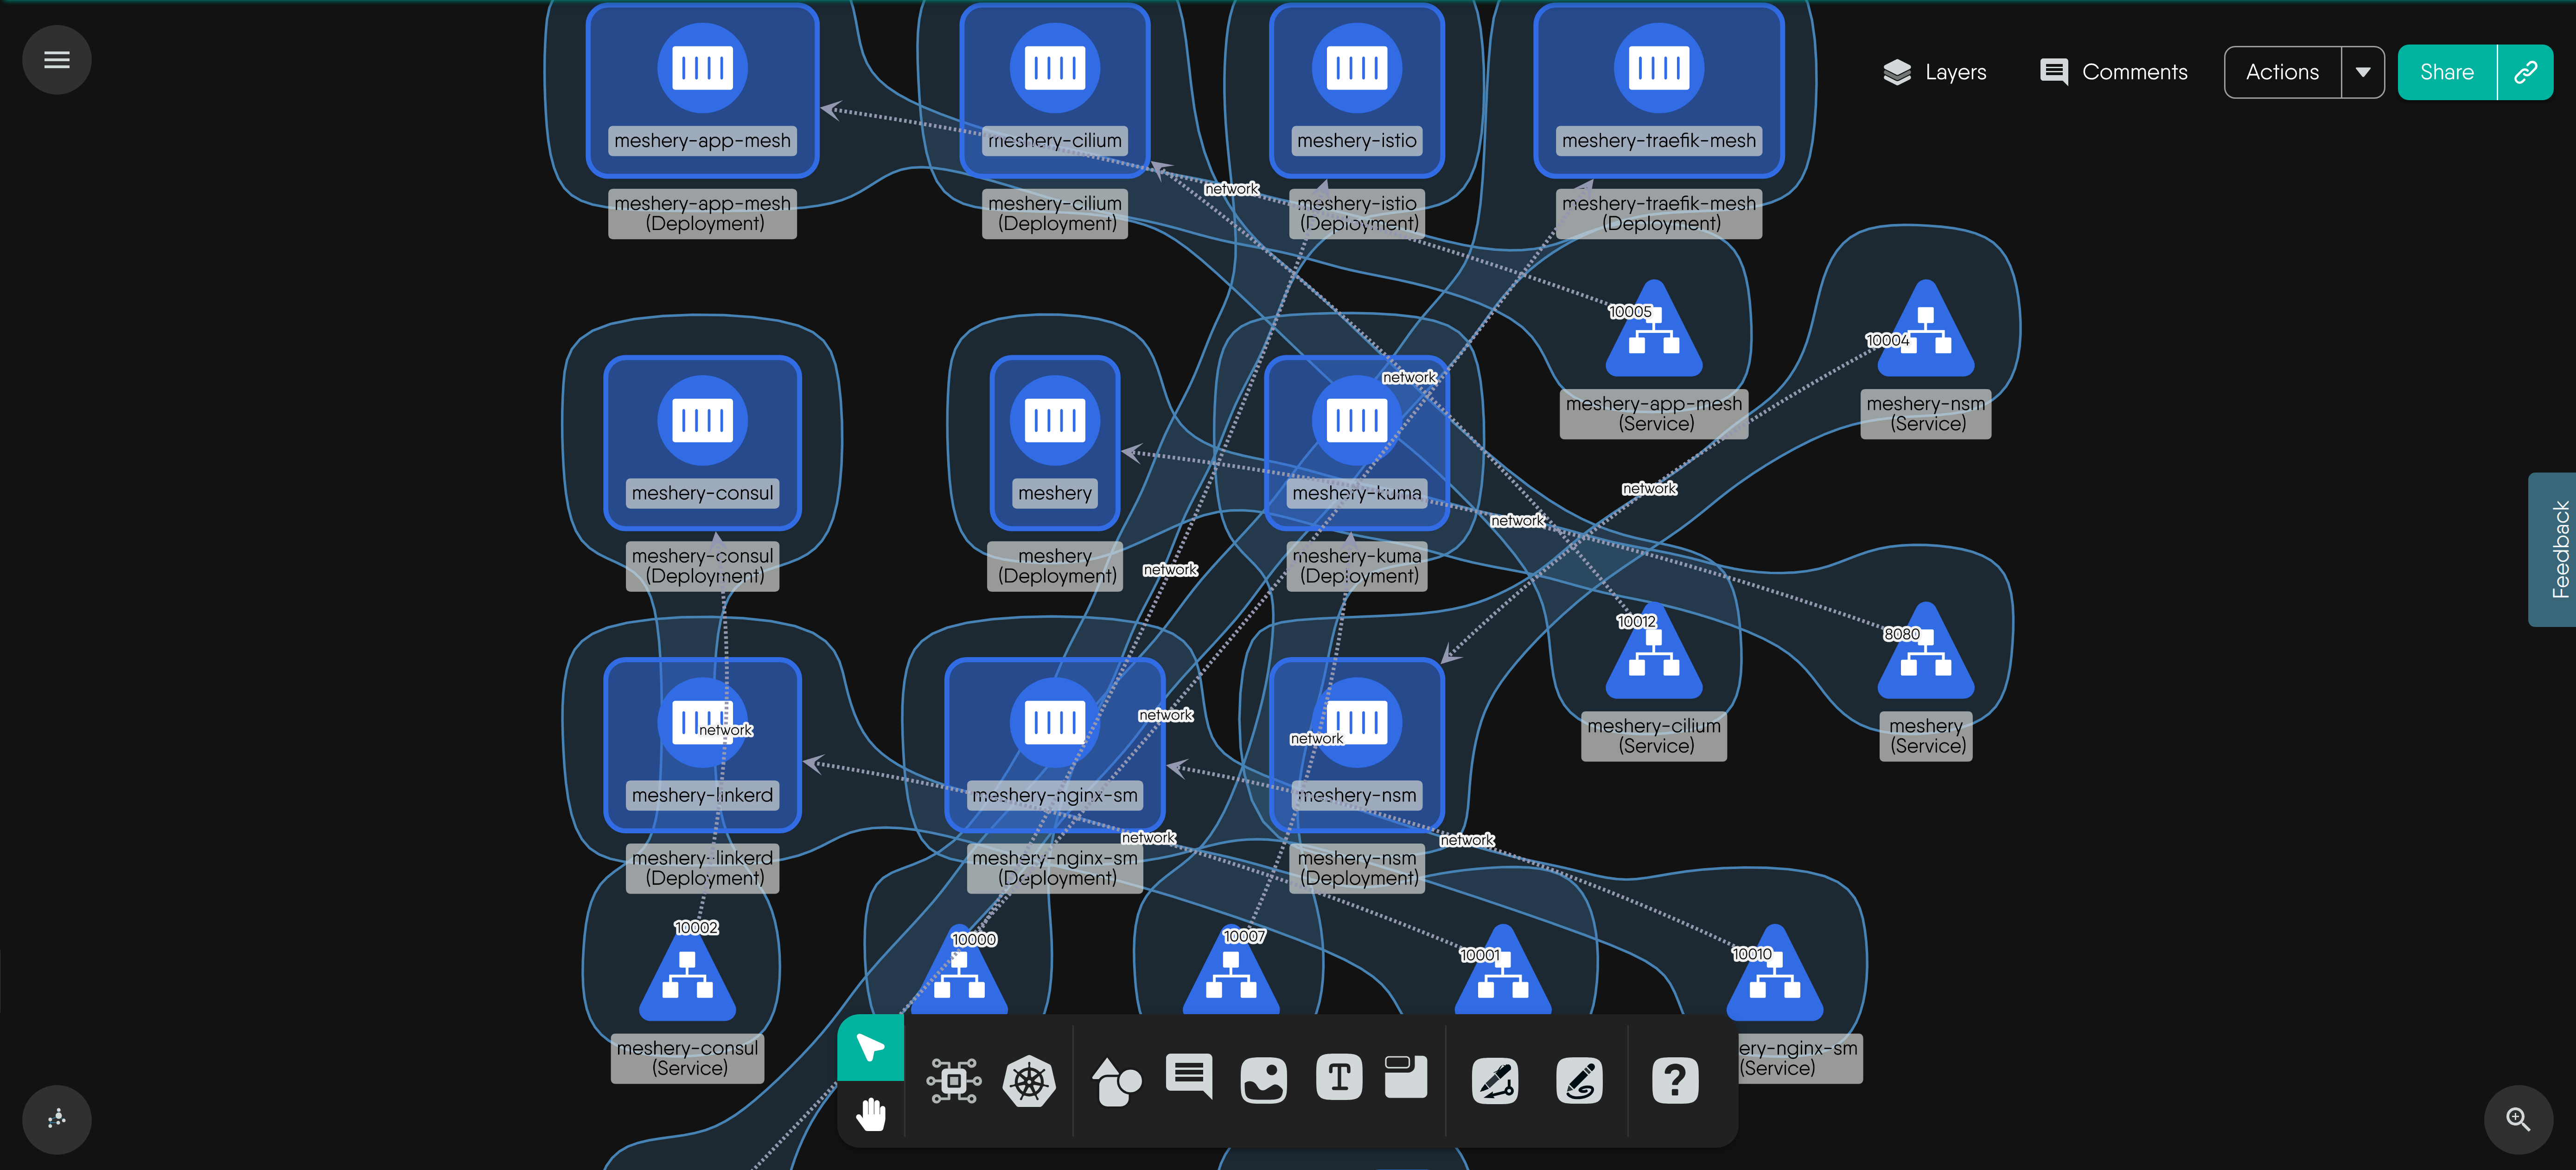 Layers
Comments
Actions
Share
meshery-app-mesh
meshery-cilium
meshery-istio
meshery-traefik-mesh
meshery-app-mesh
(Deployment)
meshery-cilium
(Deployment)
network
meshery-istio
(Deployment)
meshery-traefik-mesh
(Deployment)
10005
10004
network
meshery-app-mesh
(Service)
meshery-nsm
(Service)
meshery-consul
meshery
meshery-kuma
network
network
meshery-consul
(Deployment)
meshery
(Deployment)
network
meshery-kuma
(Deployment)
Feedback
10012
8080
network
network
network
meshery-cilium
(Service)
meshery
(Service)
meshery-linkerd
meshery-nginx-sm
meshery-nsm
network
network
meshery-linkerd
(Deployment)
meshery-nginx-sm
(Deployment)
meshery-nsm
(Deployment)
10002
10000
10007
10001
10010
meshery-consul
(Service)
ery-nginx-sm
(Service)
T
?